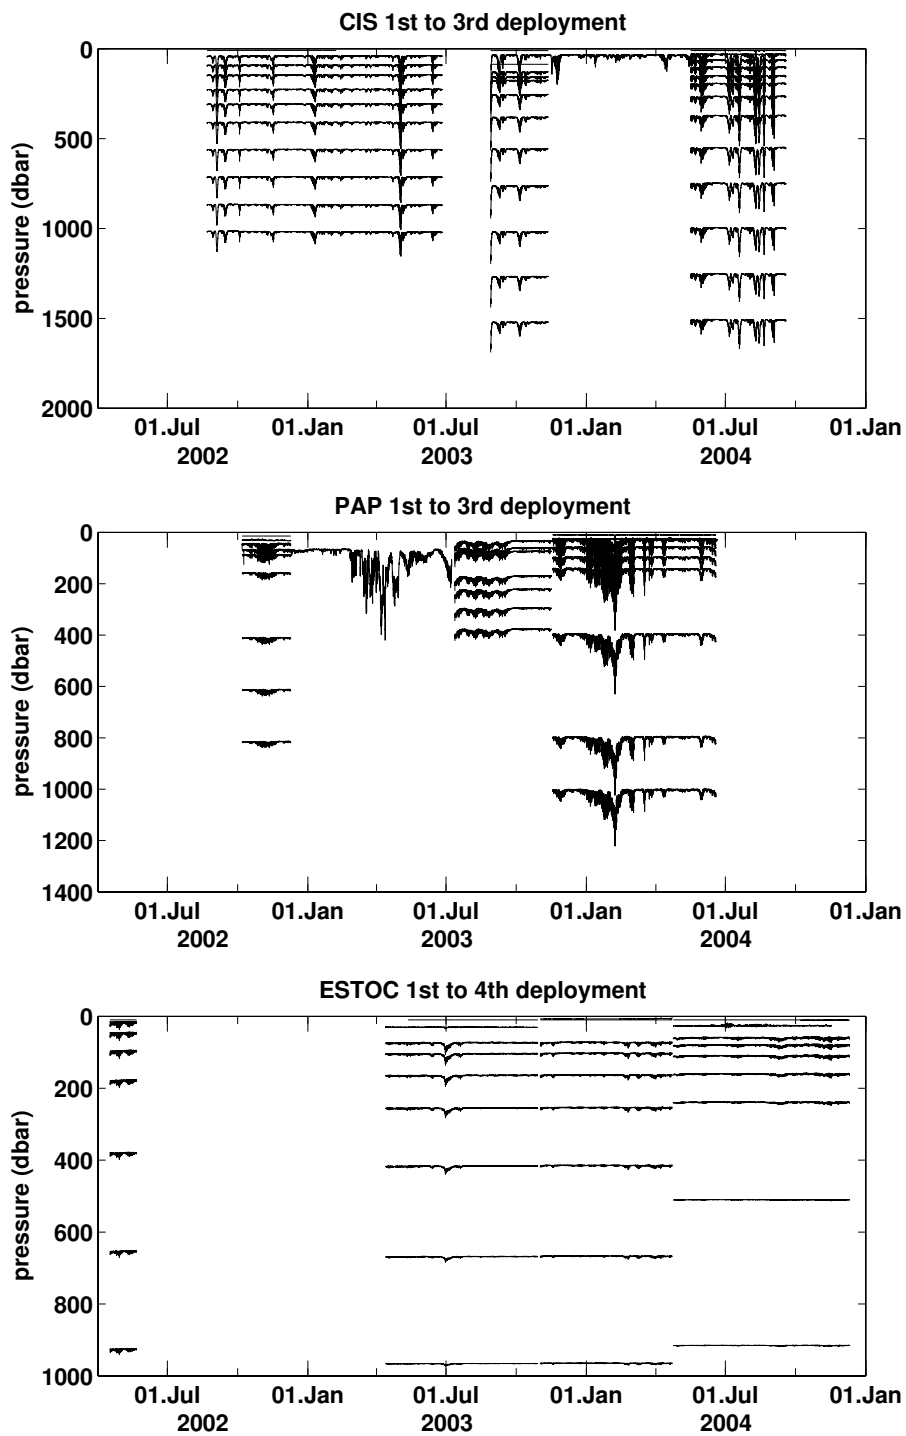 CIS 1st to 3rd deployment
0
500
1000
1500
2000
pressure (dbar)
01.Jul 01.Jan 01.Jul 01.Jan 01.Jul 01.Jan
2002 2003 2004
PAP 1st to 3rd deployment
0
200
400
600
800
1000
1200
1400
pressure (dbar)
01.Jul 01.Jan 01.Jul 01.Jan 01.Jul 01.Jan
2002 2003 2004
ESTOC 1st to 4th deployment
0
200
400
600
800
1000
pressure (dbar)
01.Jul 01.Jan 01.Jul 01.Jan 01.Jul 01.Jan
2002 2003 2004